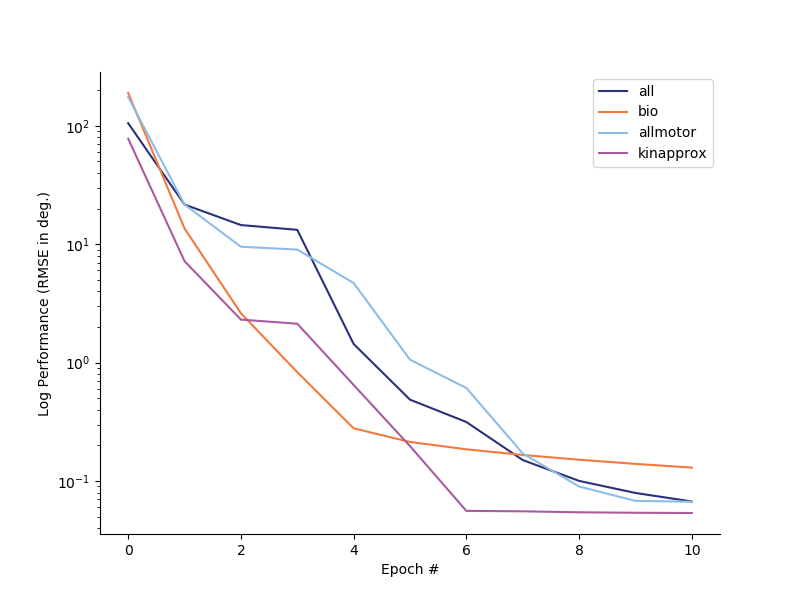 all
bio
allmotor
kinapprox
10²
10¹
10⁰
10⁻¹
Log Performance (RMSE in deg.)
0 2 4 6 8 10
Epoch #